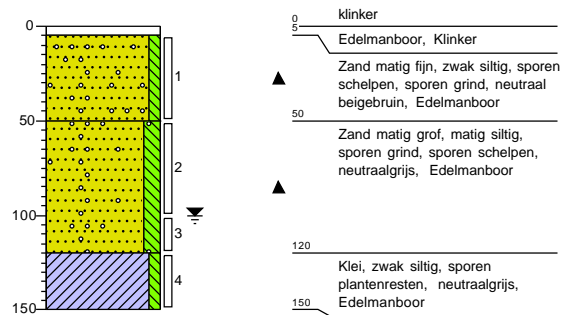 50
100
150
1
2
3
4
0
klinker
5
Edelmanboor, Klinker
Zand matig fijn, zwak siltig, sporen
schelpen, sporen grind, neutraal
beigebruin, Edelmanboor
50
Zand matig grof, matig siltig,
sporen grind, sporen schelpen,
neutraalgrijs, Edelmanboor
120
Klei, zwak siltig, sporen
plantenresten, neutraalgrijs,
Edelmanboor
150